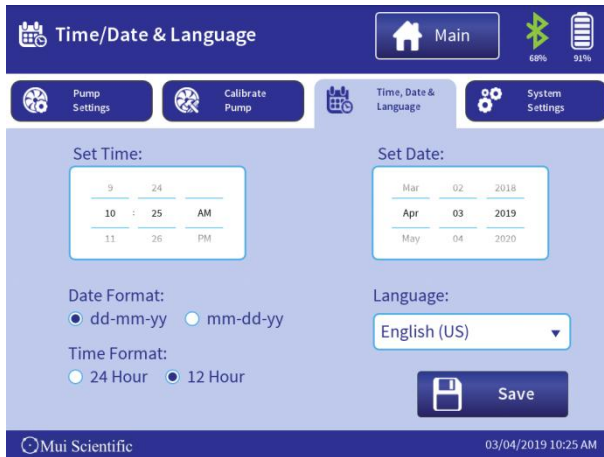 Time/Date & Language
Main
68%
91%
Pump
Settings
Calibrate
Pump
Time, Date &
Language
System
Settings
Set Time:
9 24
10 : 25 AM
11 26 PM
Set Date:
Mar 02 2018
Apr 03 2019
May 04 2020
Date Format:
dd-mm-yy mm-dd-yy
Time Format:
24 Hour 12 Hour
Language:
English (US)
Save
Mui Scientific
03/04/2019 10:25 AM